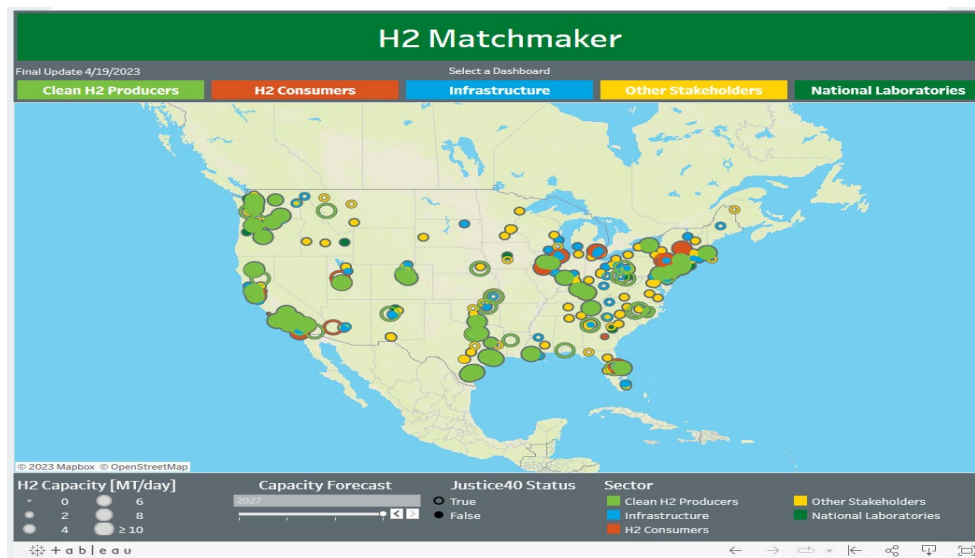 H2 Matchmaker
Final Update 4/19/2023 Select a Dashboard
Clean H2 Producers H2 Consumers Infrastructure Other Stakeholders National Laboratories
© 2023 Mapbox © OpenStreetMap
H2 Capacity [MT/day] Capacity Forecast Justice40 Status Sector
0 6 2027 True Clean H2 Producers Other Stakeholders
2 8 False Infrastructure National Laboratories
4 ≥ 10 H2 Consumers
+ a b l e a u